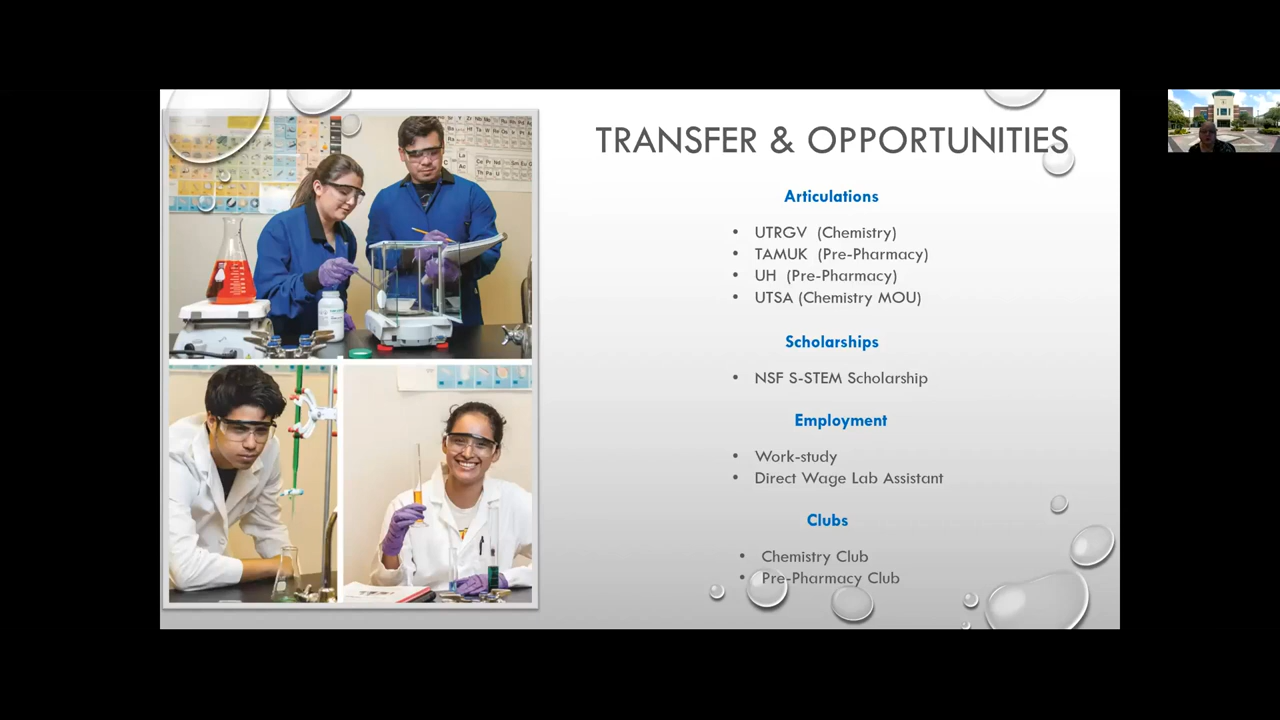 TRANSFER & OPPORTUNITIES
Articulations
• UTRGV (Chemistry)
• TAMUK (Pre-Pharmacy)
• UH (Pre-Pharmacy)
• UTSA (Chemistry MOU)
Scholarships
• NSF S-STEM Scholarship
Employment
• Work-study
• Direct Wage Lab Assistant
Clubs
• Chemistry Club
• Pre-Pharmacy Club